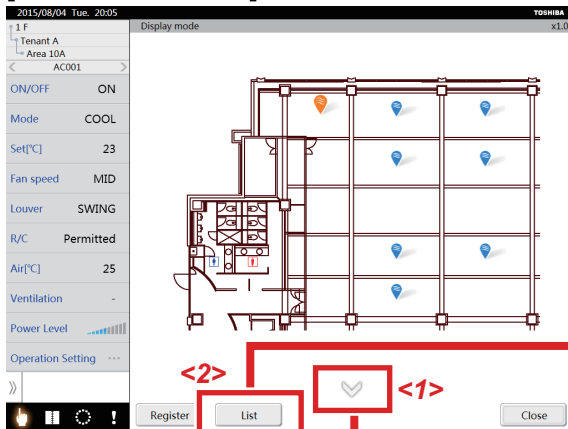 2015/08/04 Tue. 20:05 TOSHIBA
1 F Display mode x1.0
Tenant A
Area 10A
< AC001 >
ON/OFF ON
Mode COOL
Set[°C] 23
Fan speed MID
Louver SWING
R/C Permitted
Air[°C] 25
Ventilation -
Power Level
Operation Setting ...
<2>
<1>
Register List Close